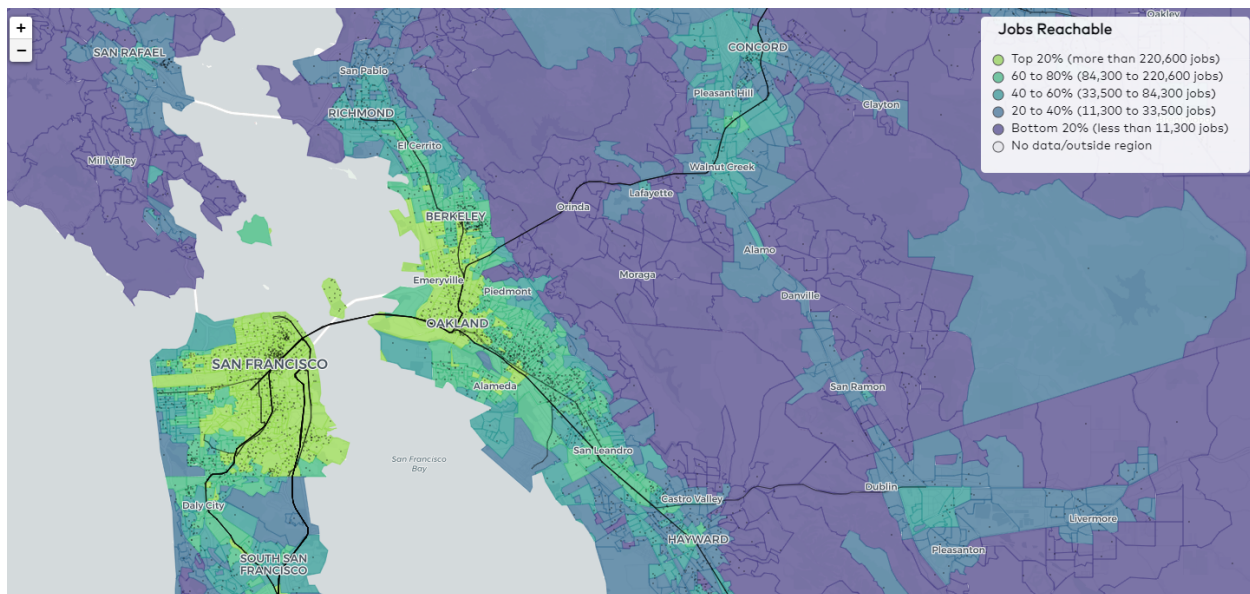 +
−
Jobs Reachable
Top 20% (more than 220,600 jobs)
60 to 80% (84,300 to 220,600 jobs)
40 to 60% (33,500 to 84,300 jobs)
20 to 40% (11,300 to 33,500 jobs)
Bottom 20% (less than 11,300 jobs)
No data/outside region
Oakley
SAN RAFAEL
CONCORD
San Pablo
Pleasant Hill
Clayton
RICHMOND
El Cerrito
Mill Valley
Walnut Creek
Lafayette
Orinda
BERKELEY
Alamo
Moraga
Emeryville
Piedmont
Danville
OAKLAND
SAN FRANCISCO
Alameda
San Ramon
San Leandro
San Francisco
Bay
Dublin
Castro Valley
Daly City
Livermore
HAYWARD
Pleasanton
SOUTH SAN
FRANCISCO